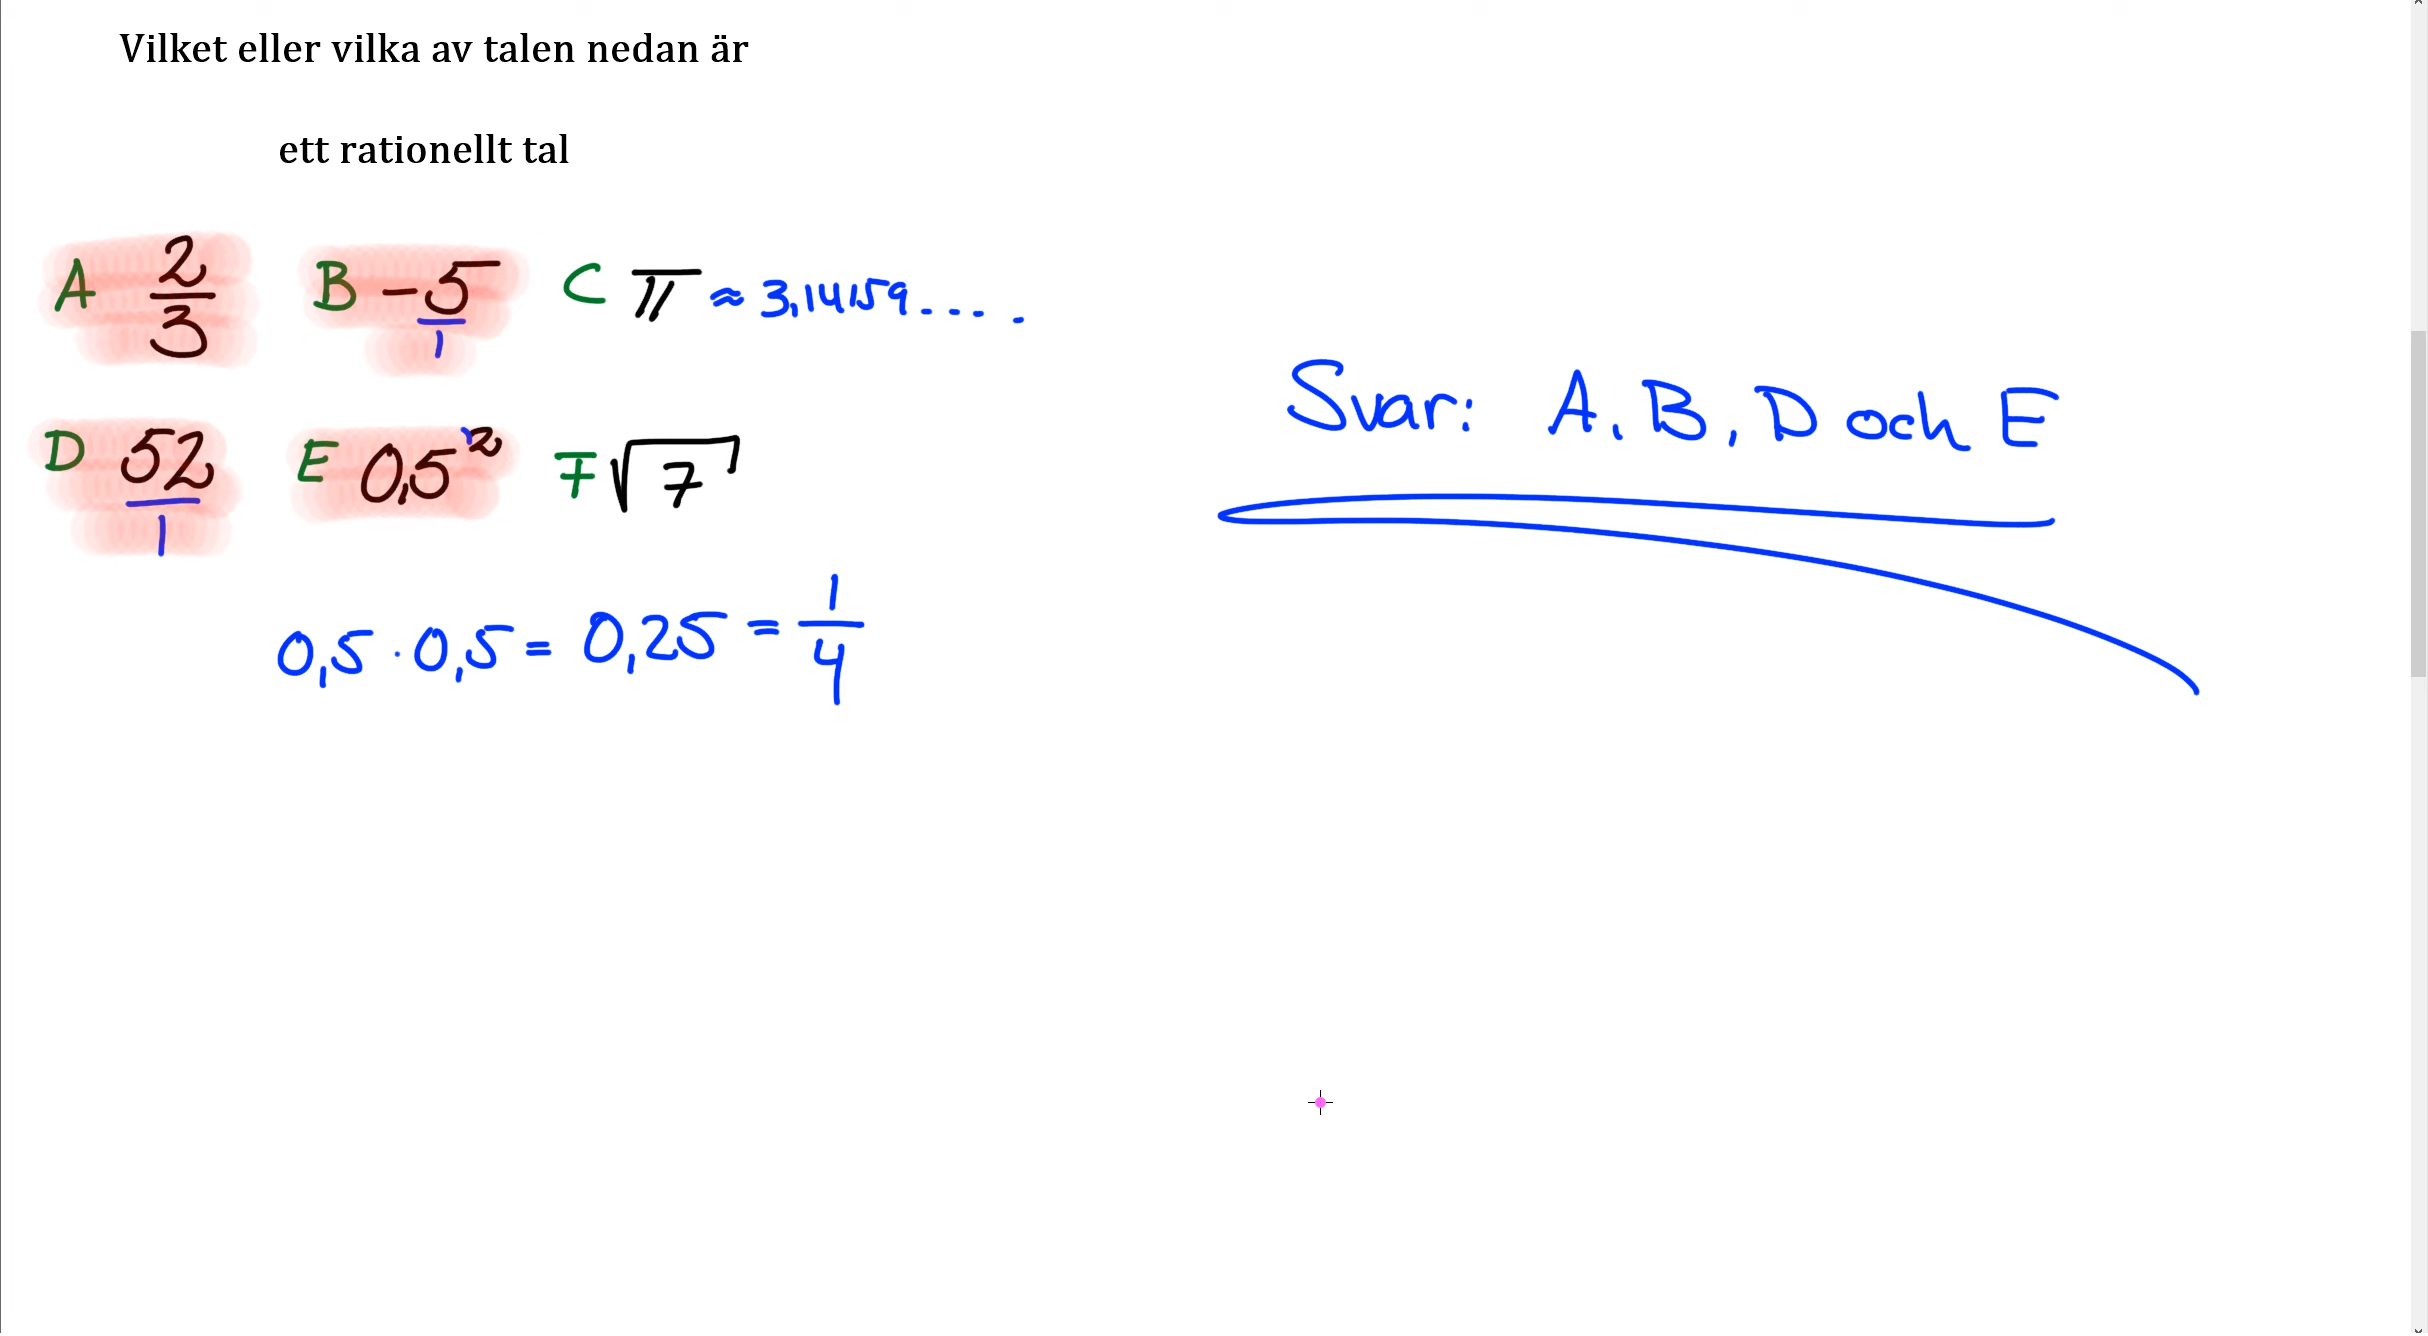 Vilket eller vilka av talen nedan är
ett rationellt tal
A 2/3 B -5/1 C π ≈ 3,14159....
D 52/1 E 0,5² F √7
Svar: A, B, D och E
0,5 · 0,5 = 0,25 = 1/4